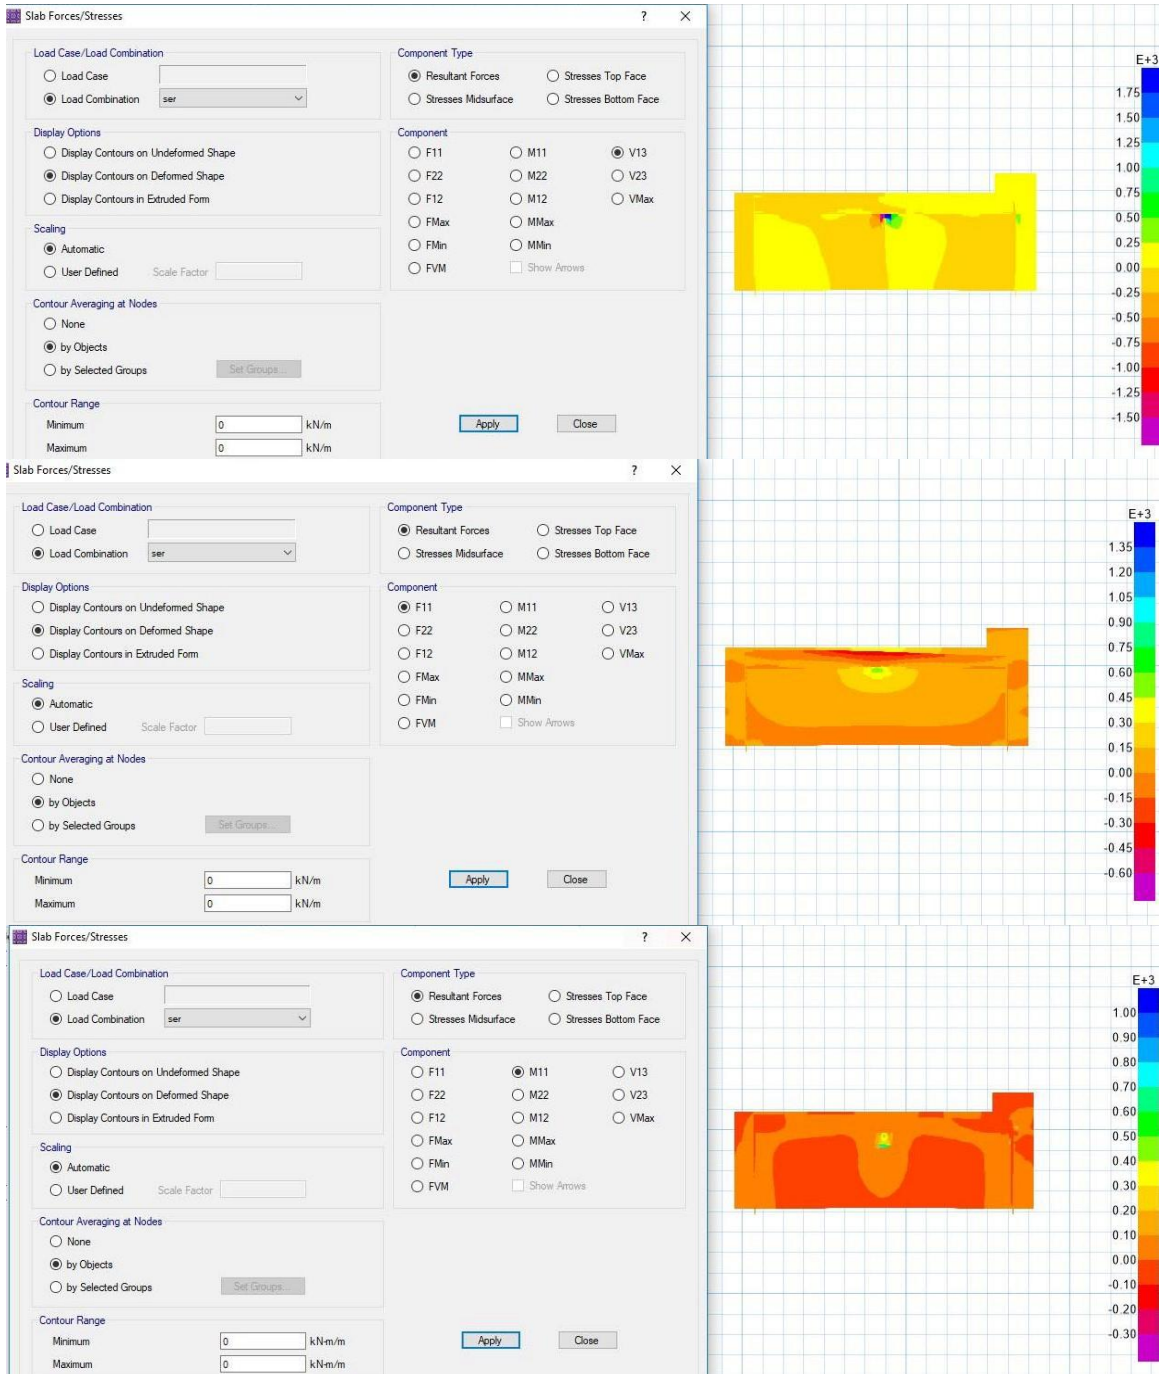 Slab Forces/Stresses ? X
Load Case/Load Combination
Load Case
Load Combination ser
Display Options
Display Contours on Undeformed Shape
Display Contours on Deformed Shape
Display Contours in Extruded Form
Scaling
Automatic
User Defined Scale Factor
Contour Averaging at Nodes
None
by Objects
by Selected Groups Set Groups...
Contour Range
Minimum 0 kN/m
Maximum 0 kN/m
Component Type
Resultant Forces Stresses Top Face
Stresses Midsurface Stresses Bottom Face
Component
F11 M11 V13
F22 M22 V23
F12 M12 VMax
FMax MMax
FMin MMin
FVM Show Arrows
Apply Close
E+3
1.75
1.50
1.25
1.00
0.75
0.50
0.25
0.00
-0.25
-0.50
-0.75
-1.00
-1.25
-1.50
Slab Forces/Stresses ? X
Load Case/Load Combination
Load Case
Load Combination ser
Display Options
Display Contours on Undeformed Shape
Display Contours on Deformed Shape
Display Contours in Extruded Form
Scaling
Automatic
User Defined Scale Factor
Contour Averaging at Nodes
None
by Objects
by Selected Groups Set Groups...
Contour Range
Minimum 0 kN/m
Maximum 0 kN/m
Component Type
Resultant Forces Stresses Top Face
Stresses Midsurface Stresses Bottom Face
Component
F11 M11 V13
F22 M22 V23
F12 M12 VMax
FMax MMax
FMin MMin
FVM Show Arrows
Apply Close
E+3
1.35
1.20
1.05
0.90
0.75
0.60
0.45
0.30
0.15
0.00
-0.15
-0.30
-0.45
-0.60
Slab Forces/Stresses ? X
Load Case/Load Combination
Load Case
Load Combination ser
Display Options
Display Contours on Undeformed Shape
Display Contours on Deformed Shape
Display Contours in Extruded Form
Scaling
Automatic
User Defined Scale Factor
Contour Averaging at Nodes
None
by Objects
by Selected Groups Set Groups...
Contour Range
Minimum 0 kN-m/m
Maximum 0 kN-m/m
Component Type
Resultant Forces Stresses Top Face
Stresses Midsurface Stresses Bottom Face
Component
F11 M11 V13
F22 M22 V23
F12 M12 VMax
FMax MMax
FMin MMin
FVM Show Arrows
Apply Close
E+3
1.00
0.90
0.80
0.70
0.60
0.50
0.40
0.30
0.20
0.10
0.00
-0.10
-0.20
-0.30